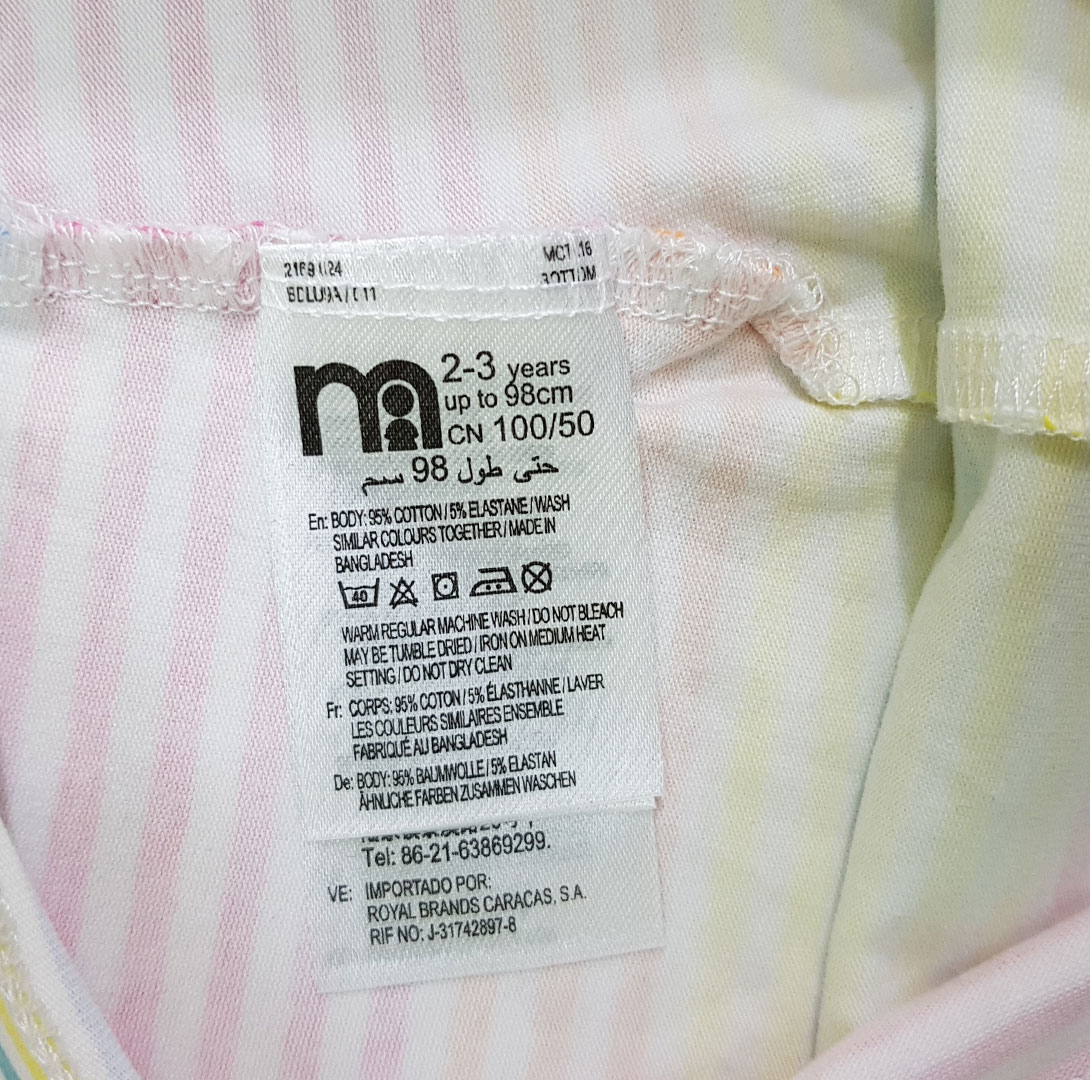 MCT 16
2-3 years
up to 98cm
CN 100/50
حتى طول 98 سم
En: BODY: 95% COTTON / 5% ELASTANE / WASH
SIMILAR COLOURS TOGETHER / MADE IN
BANGLADESH
40
WARM REGULAR MACHINE WASH / DO NOT BLEACH
MAY BE TUMBLE DRIED / IRON ON MEDIUM HEAT
SETTING / DO NOT DRY CLEAN
Fr: CORPS: 95% COTON / 5% ÉLASTHANNE / LAVER
LES COULEURS SIMILAIRES ENSEMBLE
FABRIQUÉ AU BANGLADESH
De: BODY: 95% BAUMWOLLE / 5% ELASTAN
ÄHNLICHE FARBEN ZUSAMMEN WASCHEN
Tel: 86-21-63869299.
VE: IMPORTADO POR:
ROYAL BRANDS CARACAS, S.A.
RIF NO: J-31742897-8